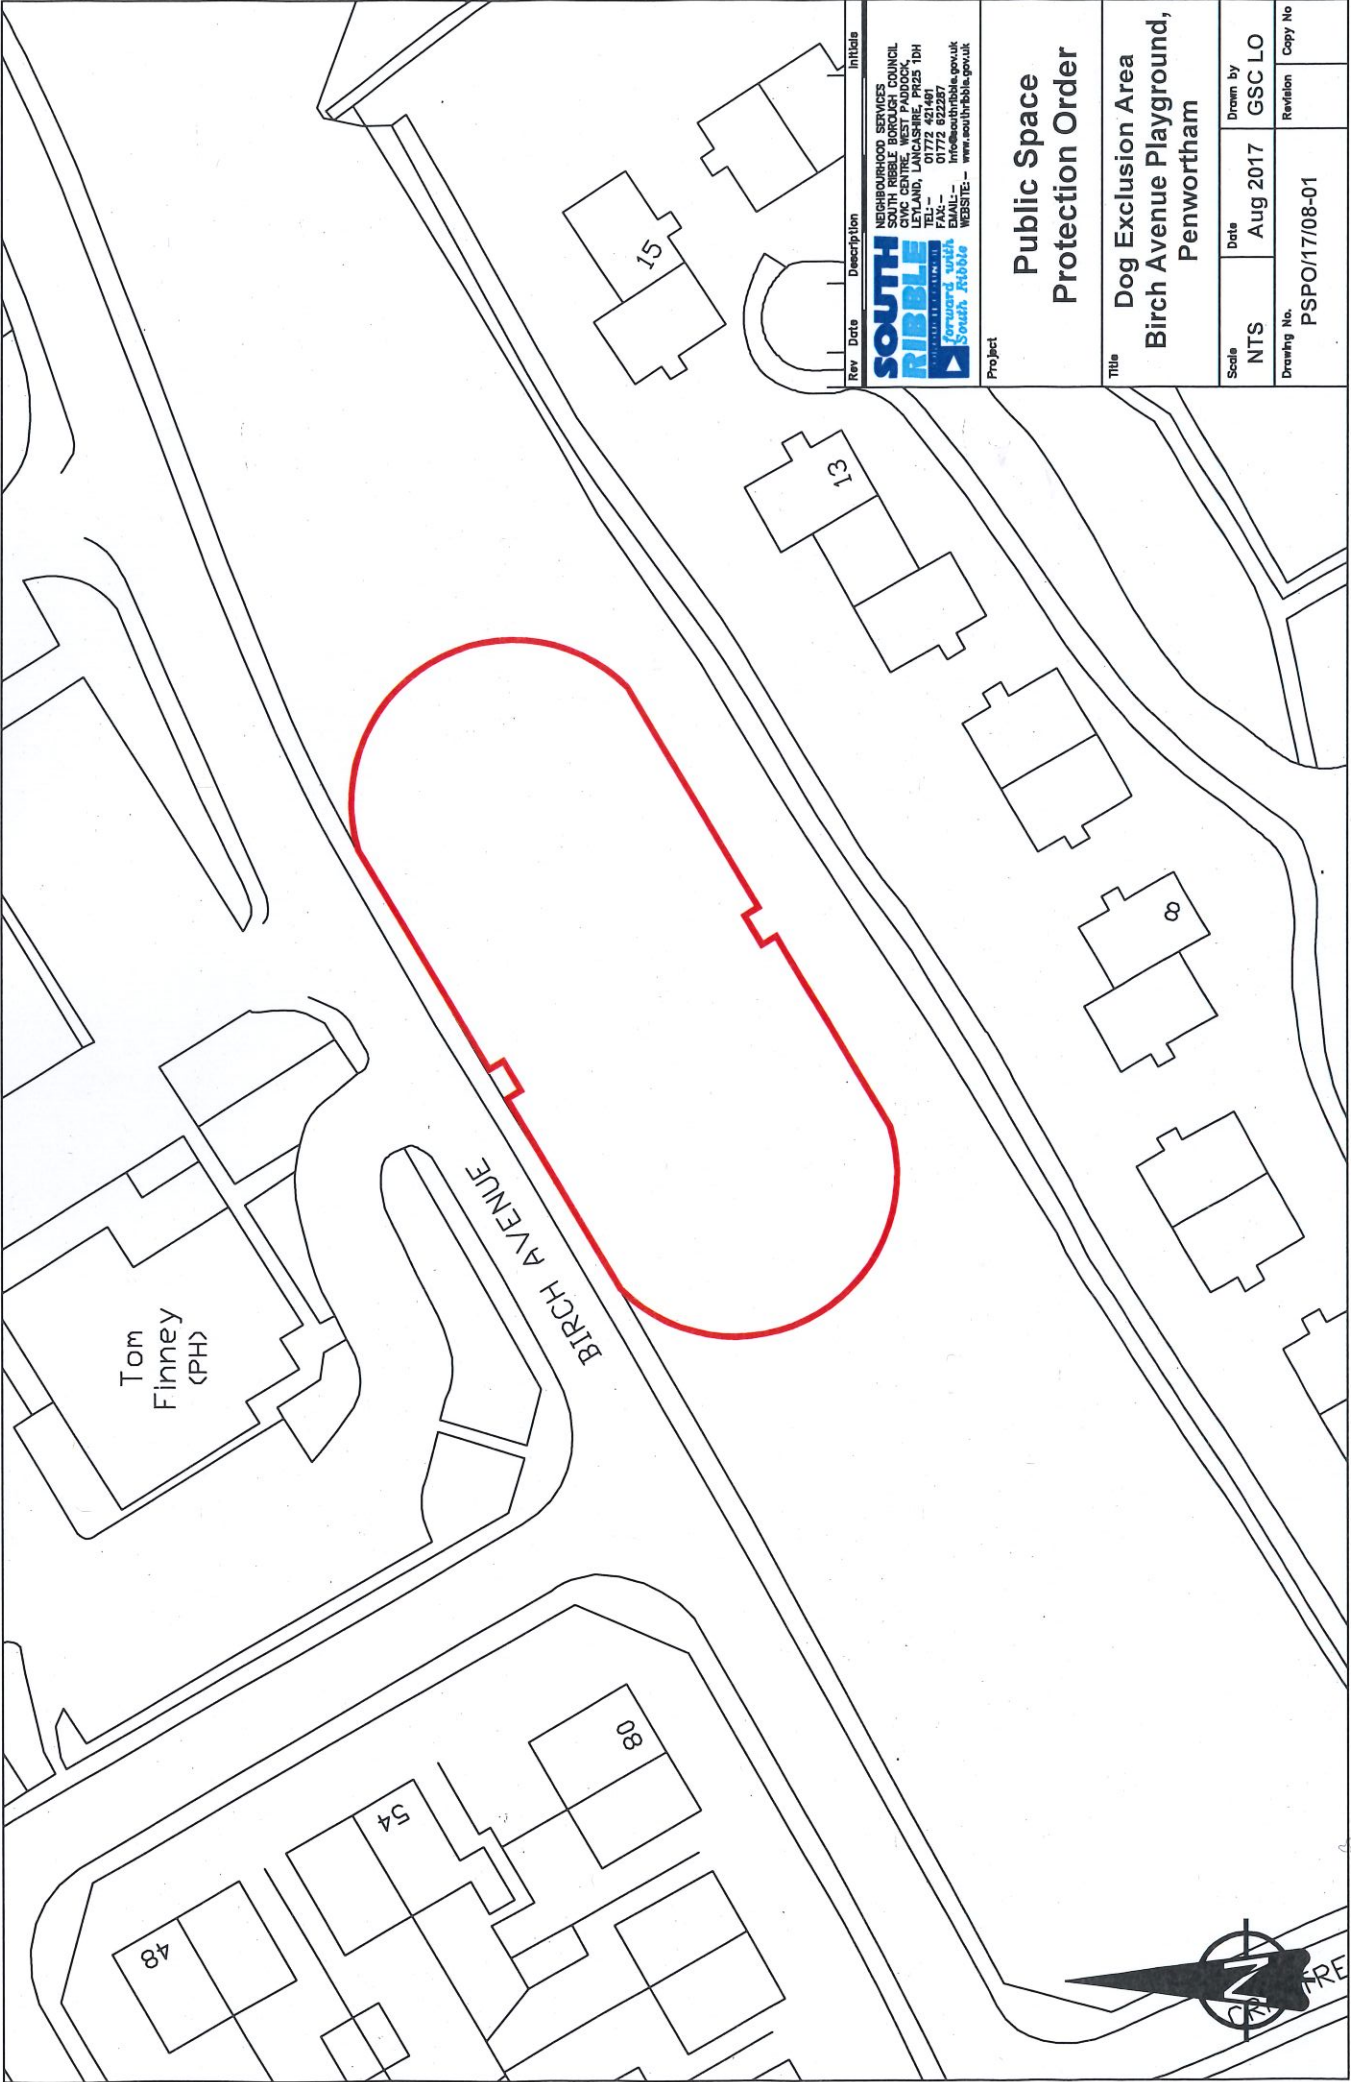 Tom
Finney
(PH)
BIRCH AVENUE
15
13
8
80
54
48
N
Rev Date Description Initials
SOUTH
RIBBLE
forward with
South Ribble
NEIGHBOURHOOD SERVICES
SOUTH RIBBLE BOROUGH COUNCIL
CIVIC CENTRE, WEST PADDOCK,
LEYLAND, LANCASHIRE, PR25 1DH
TEL:— 01772 421491
FAX:— 01772 622287
EMAIL:— info@southribble.gov.uk
WEBSITE:— www.southribble.gov.uk
Project
Public Space
Protection Order
Title
Dog Exclusion Area
Birch Avenue Playground,
Penwortham
Scale Date Drawn by
NTS Aug 2017 GSC LO
Drawing No. Revision Copy No
PSPO/17/08-01